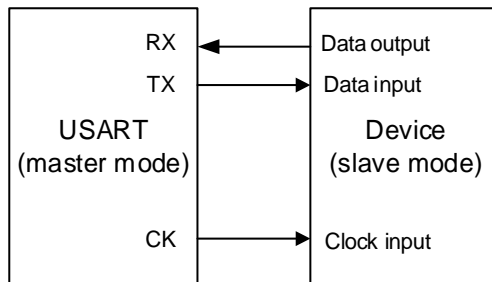 RX
Data output
TX
Data input
USART
(master mode)
Device
(slave mode)
CK
Clock input